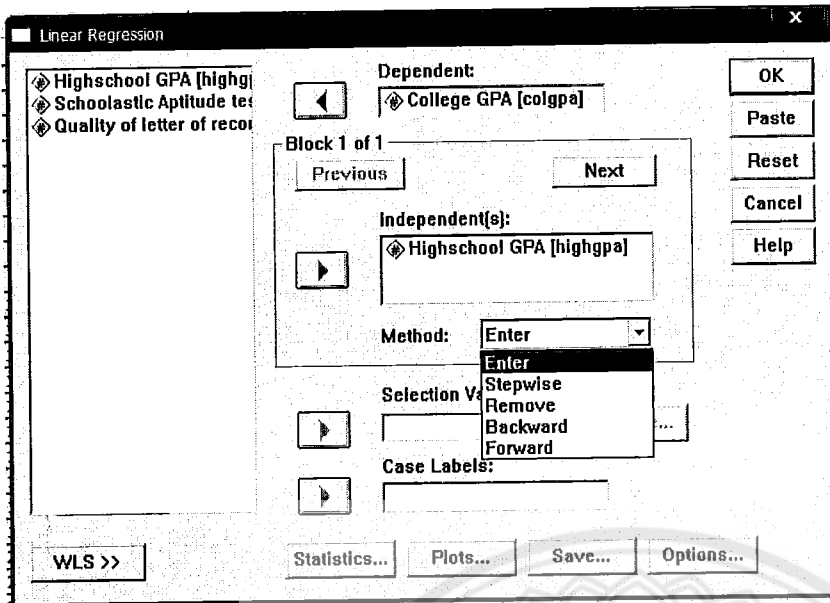 Linear Regression
x
Highschool GPA [highg
Schoolastic Aptitude tes
Quality of letter of recor
Dependent:
College GPA [colgpa]
Block 1 of 1
Previous
Next
Independent(s):
Highschool GPA [highgpa]
Method:
Enter
Enter
Stepwise
Remove
Backward
Forward
Selection Va
...
Case Labels:
OK
Paste
Reset
Cancel
Help
WLS >>
Statistics...
Plots...
Save...
Options...